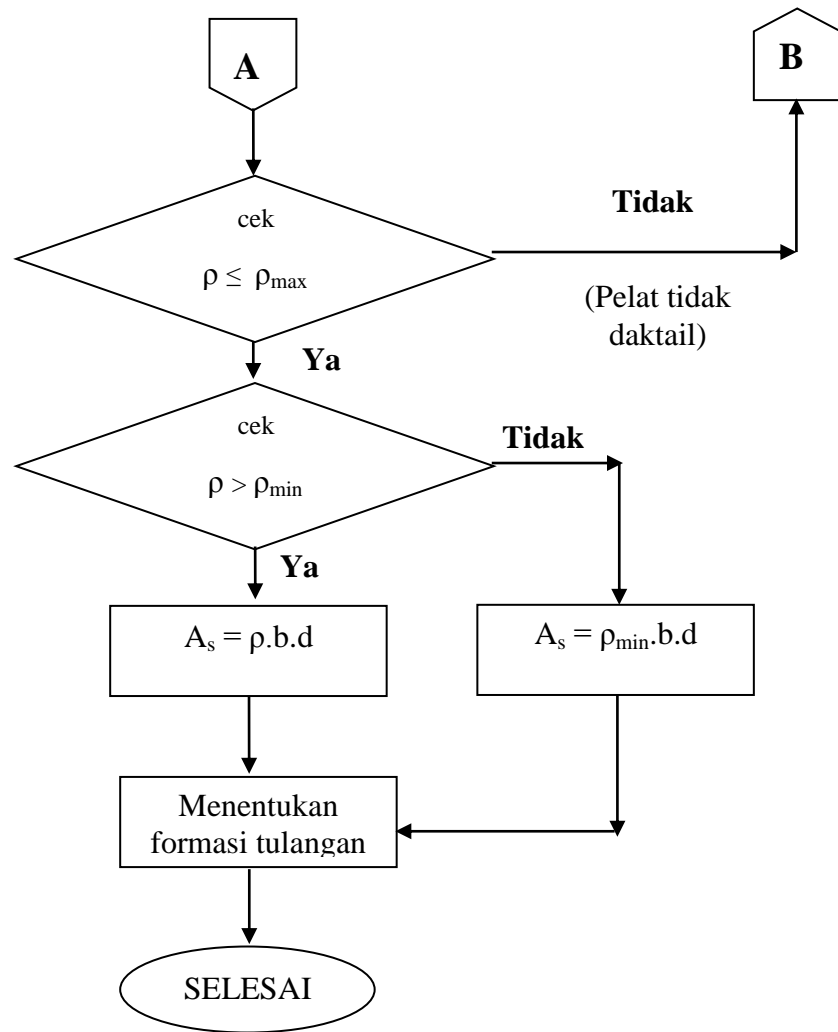 A
B
cek
ρ ≤ ρmax
Tidak
(Pelat tidak
daktail)
Ya
cek
ρ > ρmin
Tidak
Ya
As = ρ.b.d
As = ρmin.b.d
Menentukan
formasi tulangan
SELESAI